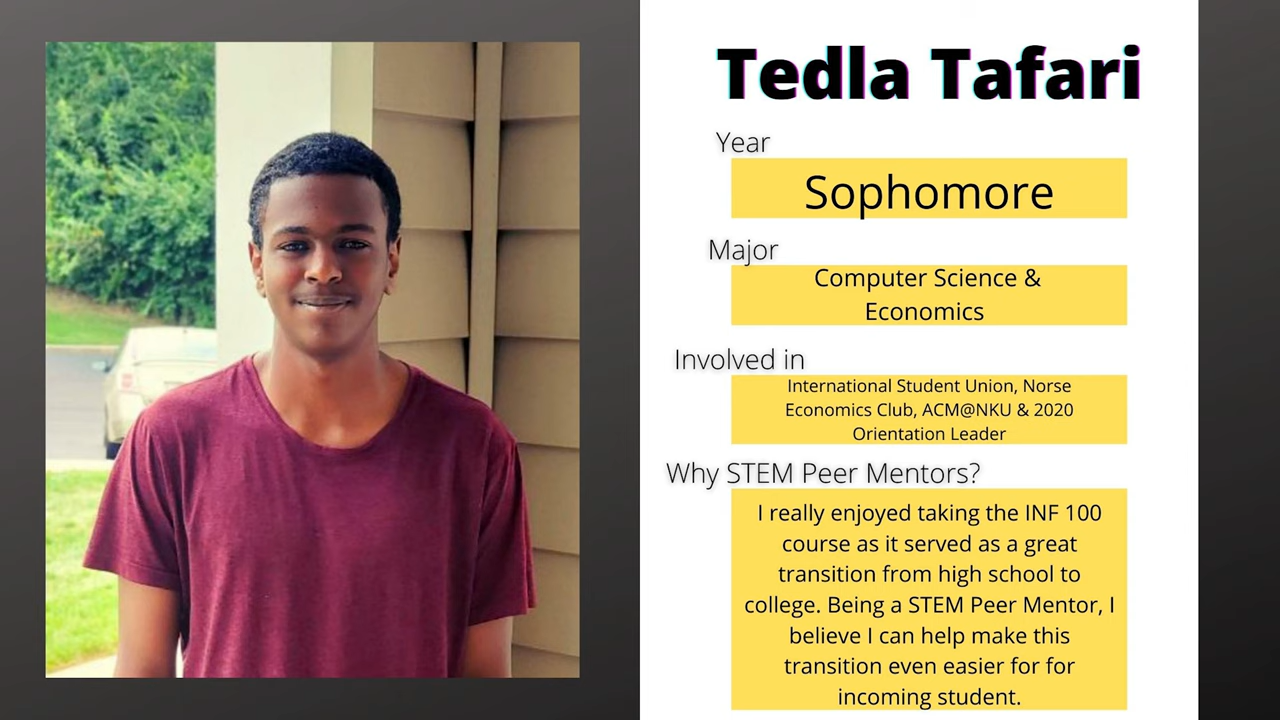 Tedla Tafari
Year
Sophomore
Major
Computer Science &
Economics
Involved in
International Student Union, Norse
Economics Club, ACM@NKU & 2020
Orientation Leader
Why STEM Peer Mentors?
I really enjoyed taking the INF 100
course as it served as a great
transition from high school to
college. Being a STEM Peer Mentor, I
believe I can help make this
transition even easier for for
incoming student.